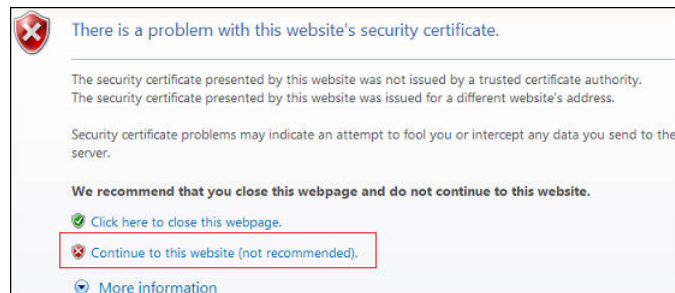 There is a problem with this website's security certificate.
The security certificate presented by this website was not issued by a trusted certificate authority.
The security certificate presented by this website was issued for a different website's address.
Security certificate problems may indicate an attempt to fool you or intercept any data you send to the
server.
We recommend that you close this webpage and do not continue to this website.
Click here to close this webpage.
Continue to this website (not recommended).
More information